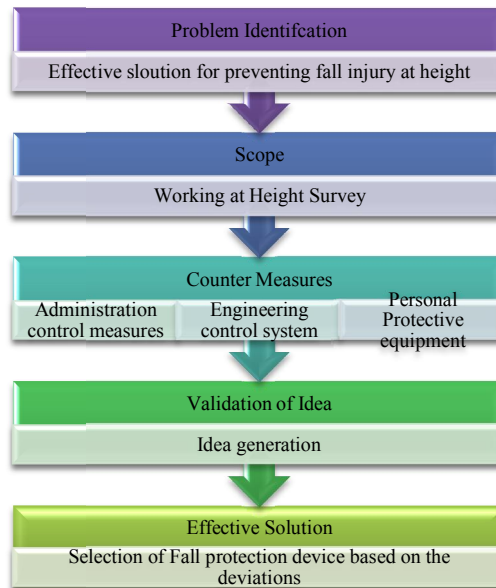 Problem Identifcation
Effective sloution for preventing fall injury at height
Scope
Working at Height Survey
Counter Measures
Administration
control measures
Engineering
control system
Personal
Protective
equipment
Validation of Idea
Idea generation
Effective Solution
Selection of Fall protection device based on the
deviations